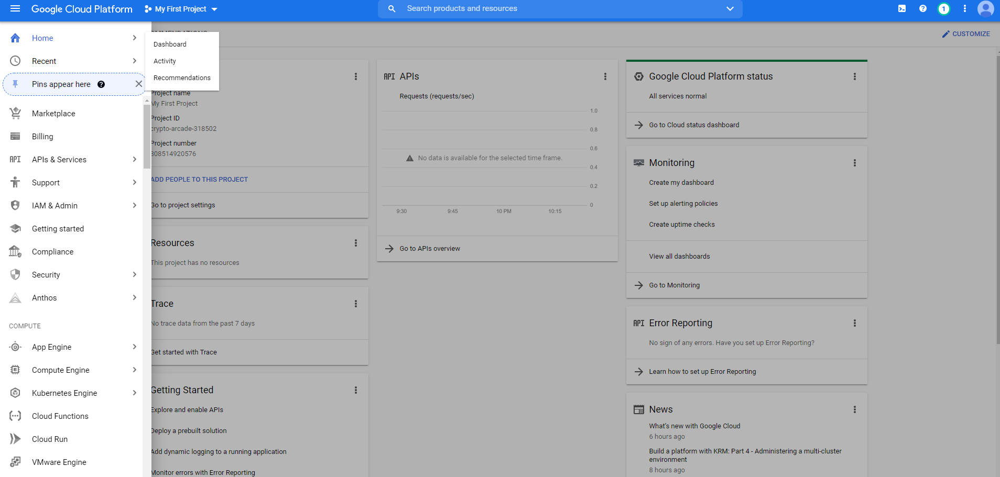 Google Cloud Platform
My First Project
Search products and resources
1
Home
Recent
Pins appear here
Marketplace
Billing
API
APIs & Services
Support
IAM & Admin
Getting started
Compliance
Security
Anthos
COMPUTE
App Engine
Compute Engine
Kubernetes Engine
Cloud Functions
Cloud Run
VMware Engine
Dashboard
Activity
Recommendations
CUSTOMIZE
Project name
My First Project
Project ID
crypto-arcade-318502
Project number
308514920576
ADD PEOPLE TO THIS PROJECT
Go to project settings
Resources
This project has no resources
Trace
No trace data from the past 7 days
Get started with Trace
Getting Started
Explore and enable APIs
Deploy a prebuilt solution
Add dynamic logging to a running application
Monitor errors with Error Reporting
API APIs
Requests (requests/sec)
1.0
0.8
0.6
No data is available for the selected time frame.
0.4
0.2
0
9:30 9:45 10 PM 10:15
Go to APIs overview
Google Cloud Platform status
All services normal
Go to Cloud status dashboard
Monitoring
Create my dashboard
Set up alerting policies
Create uptime checks
View all dashboards
Go to Monitoring
API Error Reporting
No sign of any errors. Have you set up Error Reporting?
Learn how to set up Error Reporting
News
What's new with Google Cloud
6 hours ago
Build a platform with KRM: Part 4 - Administering a multi-cluster
environment
8 hours ago